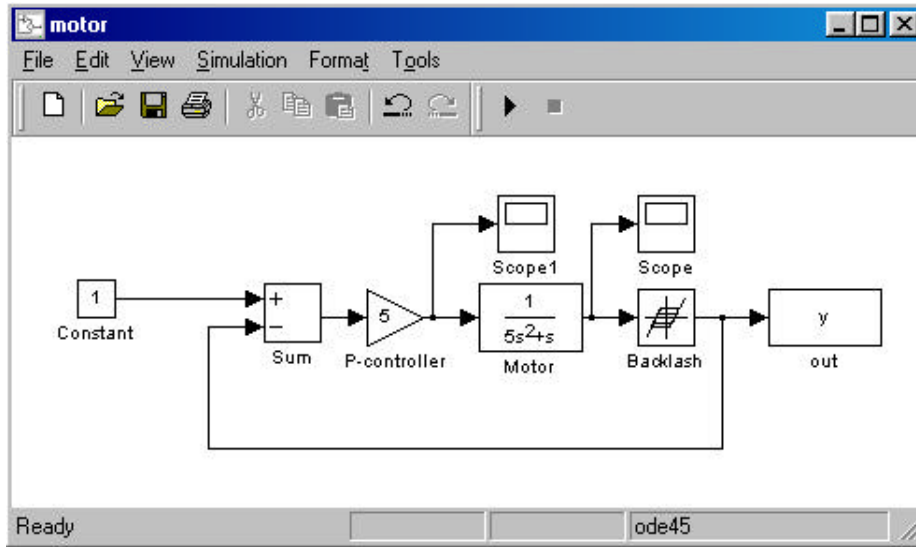 motor
File Edit View Simulation Format Tools
Scope1
Scope
1
Constant
+
−
Sum
5
P-controller
1
5s²+s
Motor
Backlash
y
out
Ready
ode45